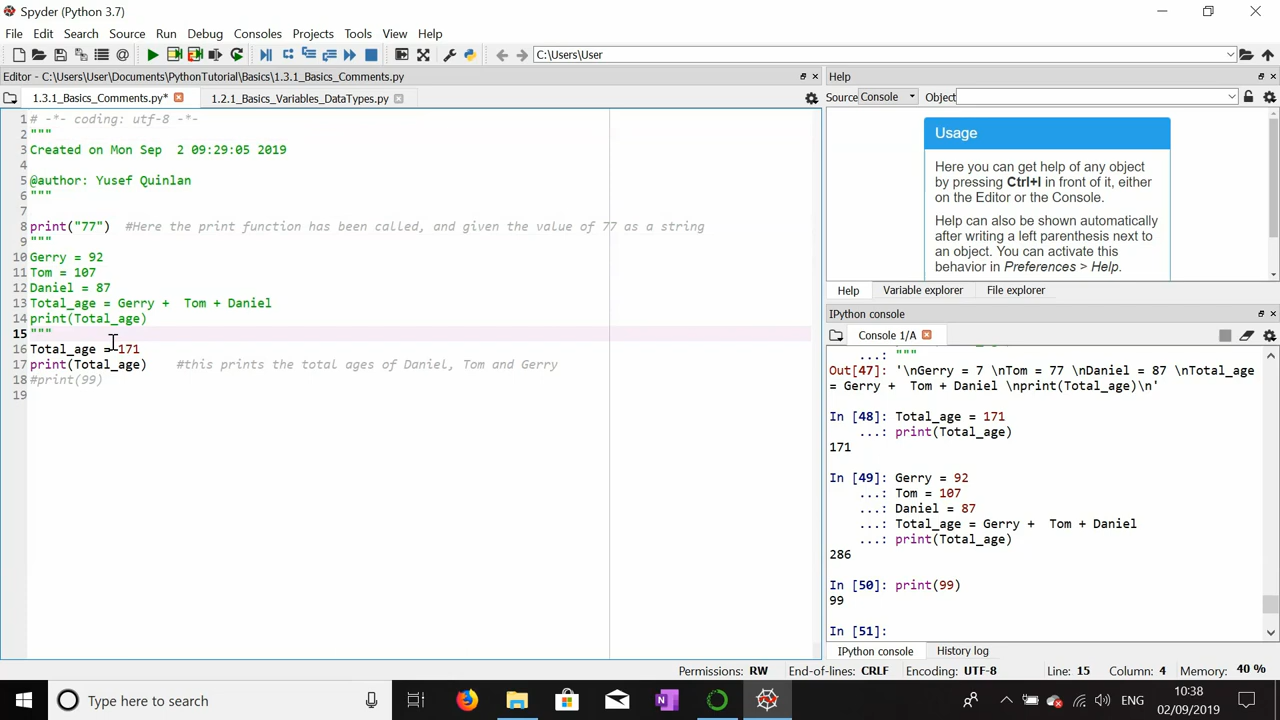 Spyder (Python 3.7)
File Edit Search Source Run Debug Consoles Projects Tools View Help
C:\Users\User
Editor - C:\Users\User\Documents\PythonTutorial\Basics\1.3.1_Basics_Comments.py
1.3.1_Basics_Comments.py* 1.2.1_Basics_Variables_DataTypes.py
1 # -*- coding: utf-8 -*-
2 """
3 Created on Mon Sep  2 09:29:05 2019
4
5 @author: Yusef Quinlan
6 """
7
8 print("77")  #Here the print function has been called, and given the value of 77 as a string
9 """
10 Gerry = 92
11 Tom = 107
12 Daniel = 87
13 Total_age = Gerry +  Tom + Daniel
14 print(Total_age)
15 """
16 Total_age = 171
17 print(Total_age)    #this prints the total ages of Daniel, Tom and Gerry
18 #print(99)
19
Help
Source Console Object
Usage
Here you can get help of any object
by pressing Ctrl+I in front of it, either
on the Editor or the Console.
Help can also be shown automatically
after writing a left parenthesis next to
an object. You can activate this
behavior in Preferences > Help.
Help Variable explorer File explorer
IPython console
Console 1/A
...: """
Out[47]: '\nGerry = 7 \nTom = 77 \nDaniel = 87 \nTotal_age
= Gerry +  Tom + Daniel \nprint(Total_age)\n'
In [48]: Total_age = 171
...: print(Total_age)
171
In [49]: Gerry = 92
...: Tom = 107
...: Daniel = 87
...: Total_age = Gerry +  Tom + Daniel
...: print(Total_age)
286
In [50]: print(99)
99
In [51]:
IPython console History log
Permissions: RW End-of-lines: CRLF Encoding: UTF-8 Line: 15 Column: 4 Memory: 40 %
Type here to search
ENG
10:38
02/09/2019